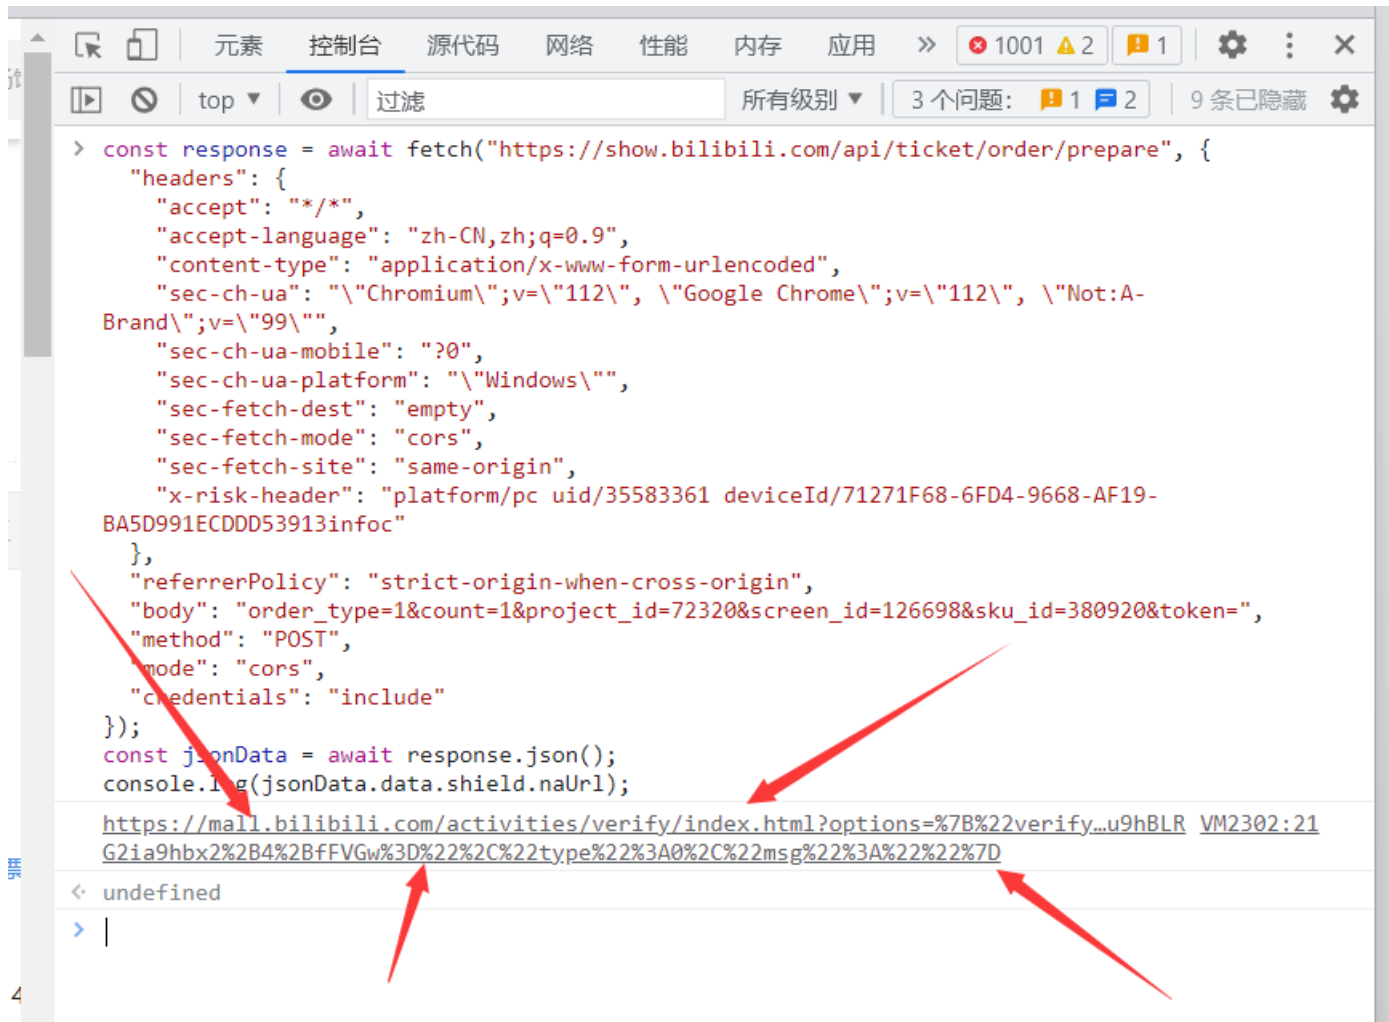 元素 控制台 源代码 网络 性能 内存 应用 » 1001 2 1
top 过滤 所有级别 3 个问题: 1 2 9 条已隐藏
const response = await fetch("https://show.bilibili.com/api/ticket/order/prepare", {
"headers": {
"accept": "*/*",
"accept-language": "zh-CN,zh;q=0.9",
"content-type": "application/x-www-form-urlencoded",
"sec-ch-ua": "\"Chromium\";v=\"112\", \"Google Chrome\";v=\"112\", \"Not:A-
Brand\";v=\"99\"",
"sec-ch-ua-mobile": "?0",
"sec-ch-ua-platform": "\"Windows\"",
"sec-fetch-dest": "empty",
"sec-fetch-mode": "cors",
"sec-fetch-site": "same-origin",
"x-risk-header": "platform/pc uid/35583361 deviceId/71271F68-6FD4-9668-AF19-
BA5D991ECDDD53913infoc"
},
"referrerPolicy": "strict-origin-when-cross-origin",
"body": "order_type=1&count=1&project_id=72320&screen_id=126698&sku_id=380920&token=",
"method": "POST",
"mode": "cors",
"credentials": "include"
});
const jsonData = await response.json();
console.log(jsonData.data.shield.naUrl);
https://mall.bilibili.com/activities/verify/index.html?options=%7B%22verify…u9hBLR VM2302:21
G2ia9hbx2%2B4%2BfFVGw%3D%22%2C%22type%22%3A0%2C%22msg%22%3A%22%22%7D
票
undefined
4